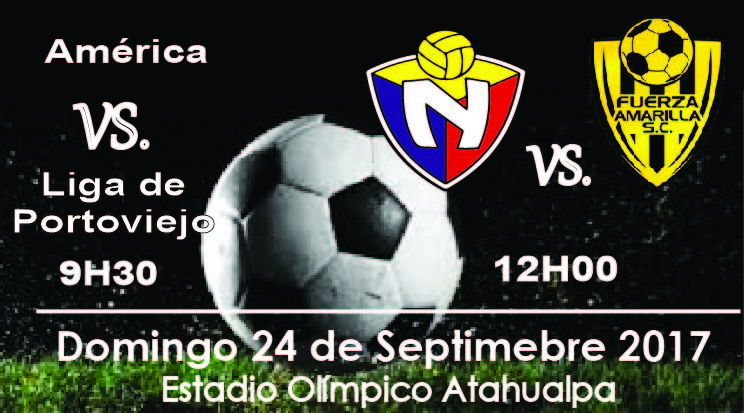 América
VS.
Liga de
Portoviejo
9H30
N
VS.
FUERZA
AMARILLA
S.C.
12H00
Domingo 24 de Septimebre 2017
Estadio Olímpico Atahualpa